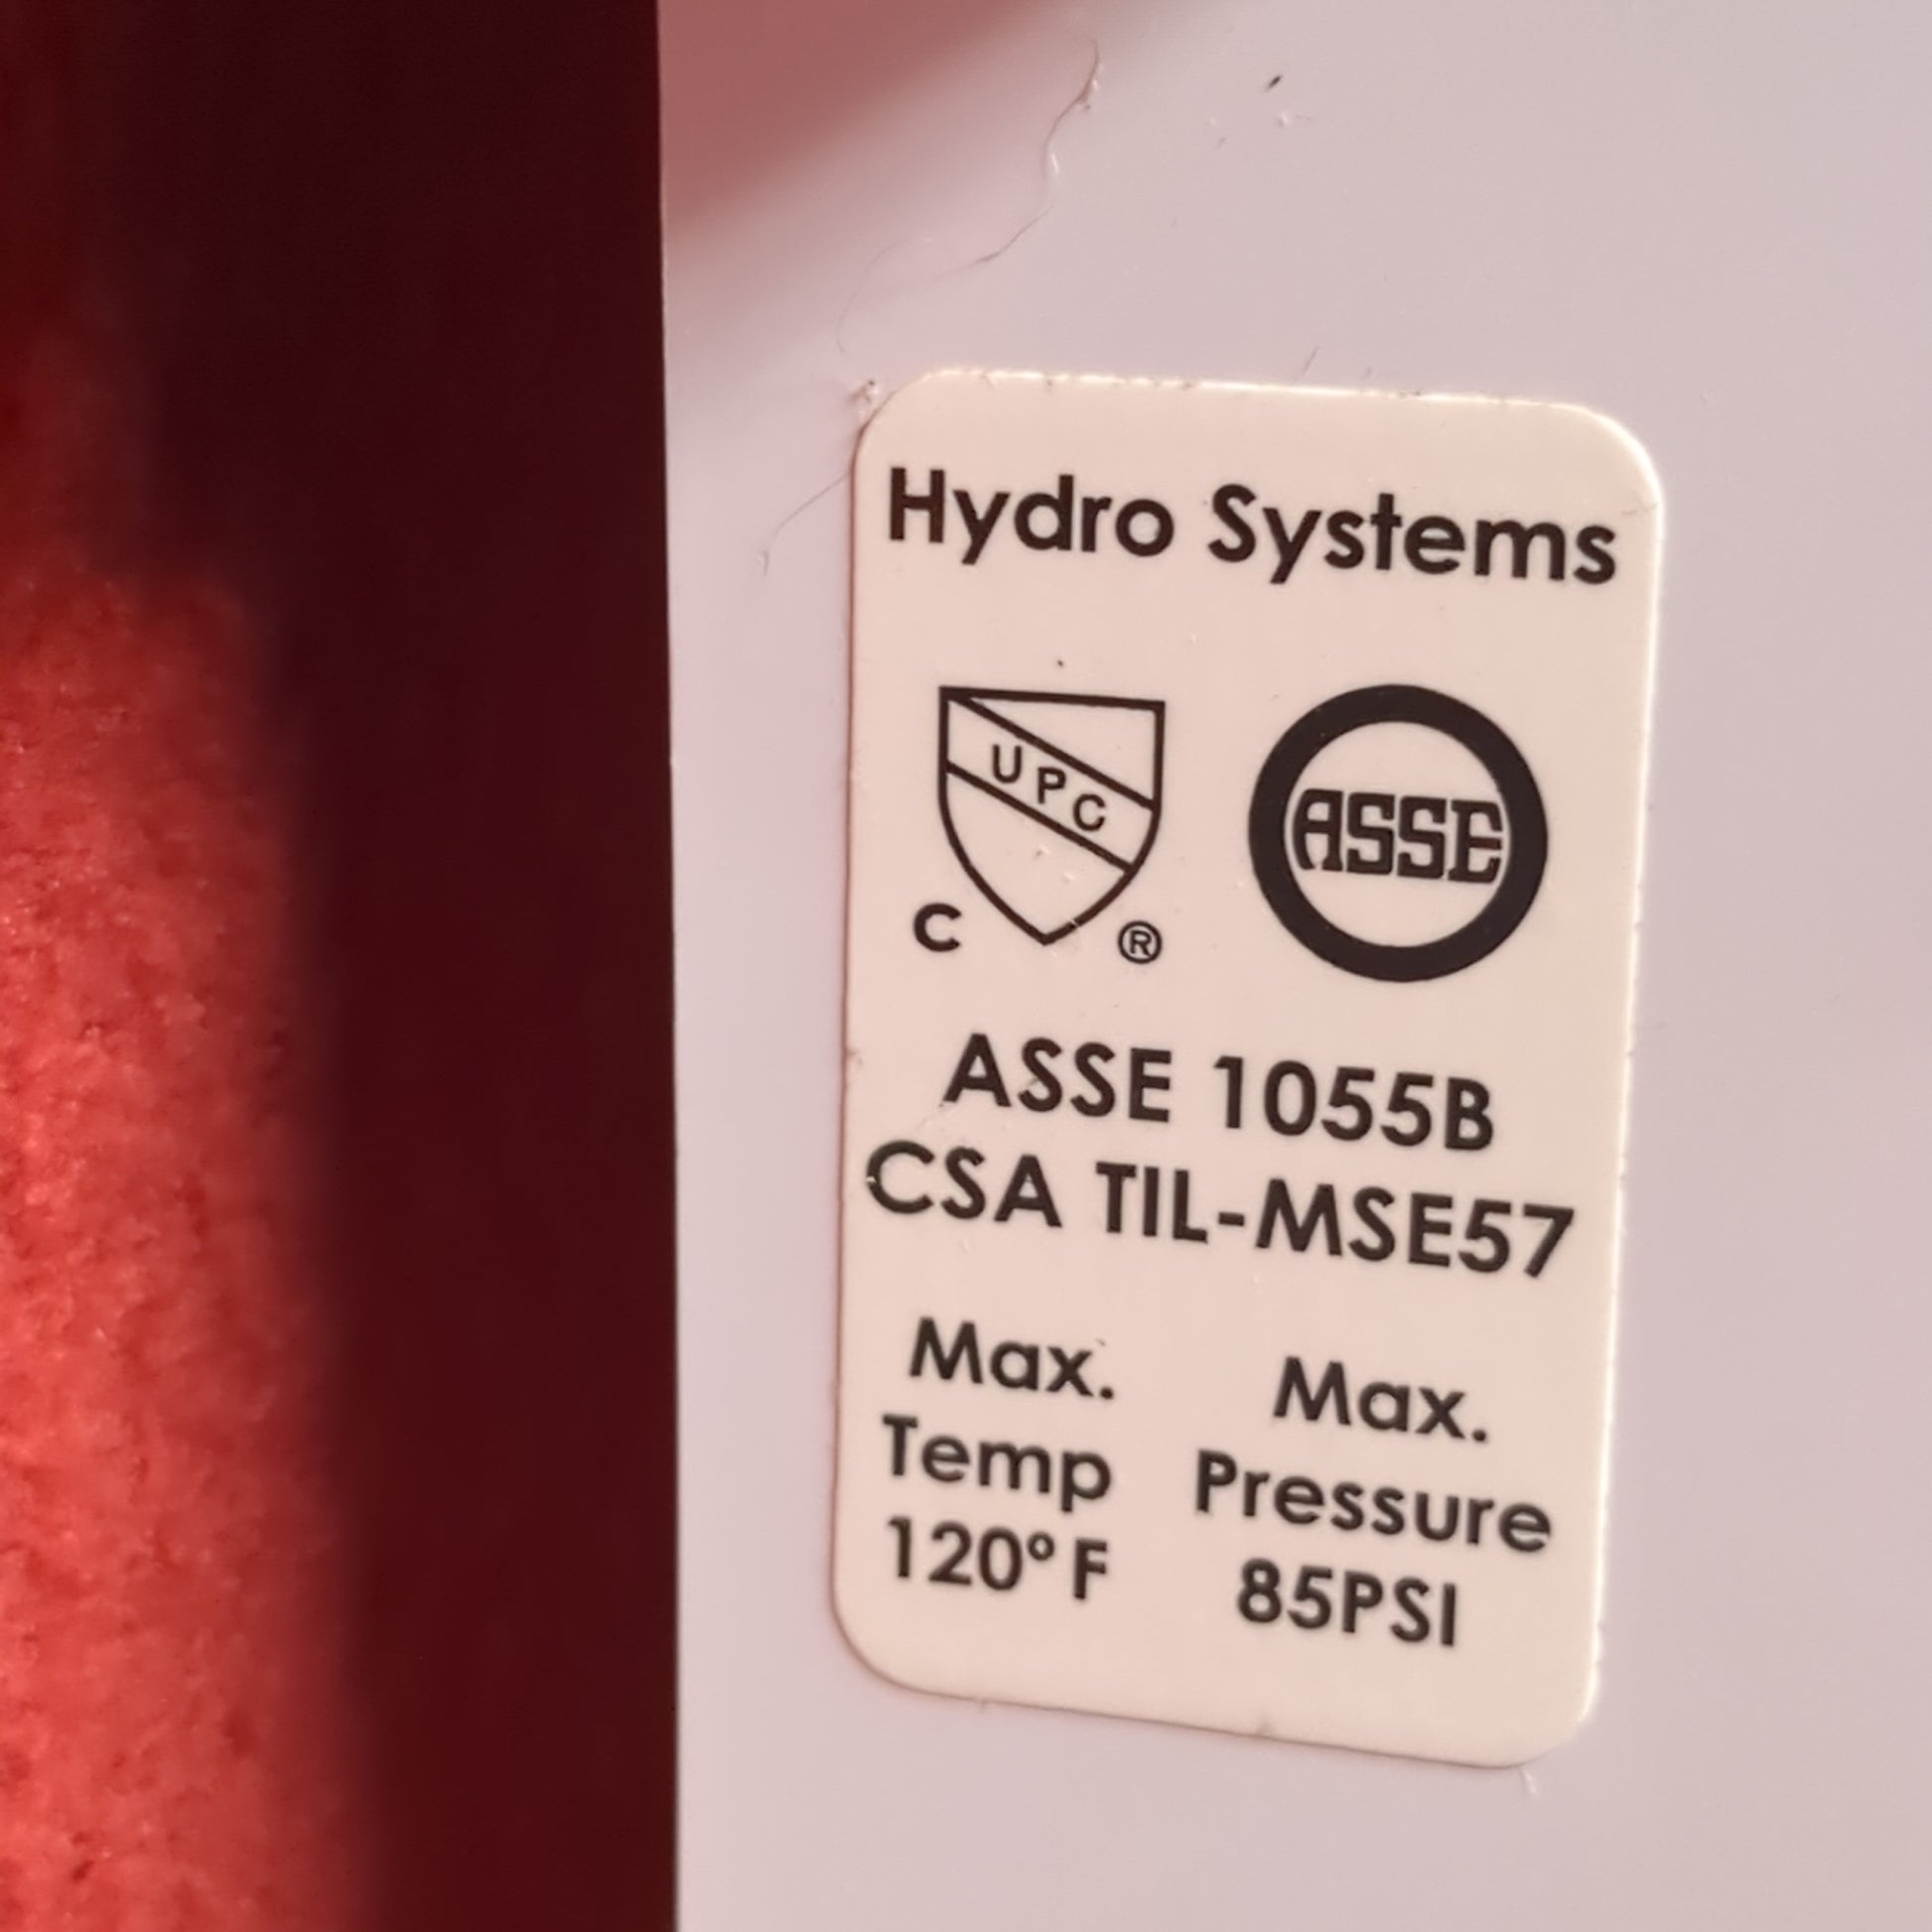 Hydro Systems
UPC
C ®
ASSE
ASSE 1055B
CSA TIL-MSE57
Max. Temp 120° F
Max. Pressure 85PSI